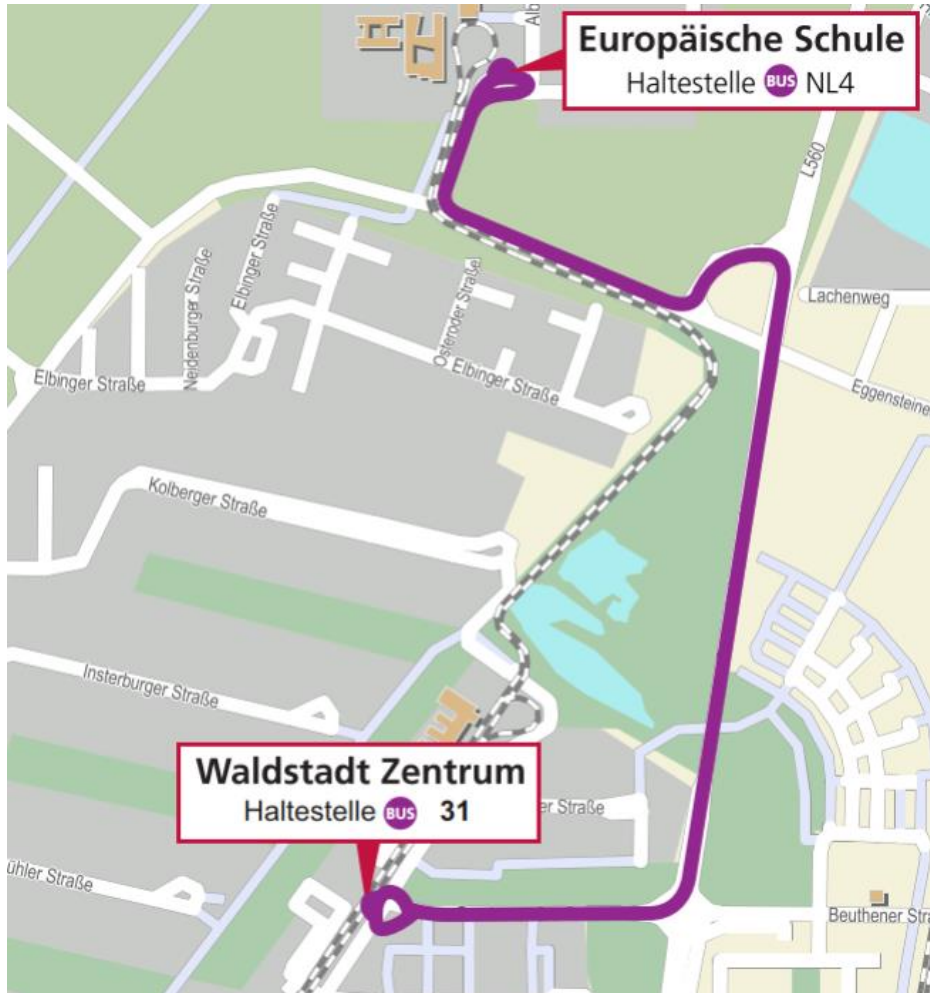 Europäische Schule
Haltestelle BUS NL4
L560
Lachenweg
Neidenburger Straße
Elbinger Straße
Osteroder Straße
Elbinger Straße
Elbinger Straße
Eggensteine
Kolberger Straße
Insterburger Straße
Waldstadt Zentrum
Haltestelle BUS 31
er Straße
ühler Straße
Beuthener Stra